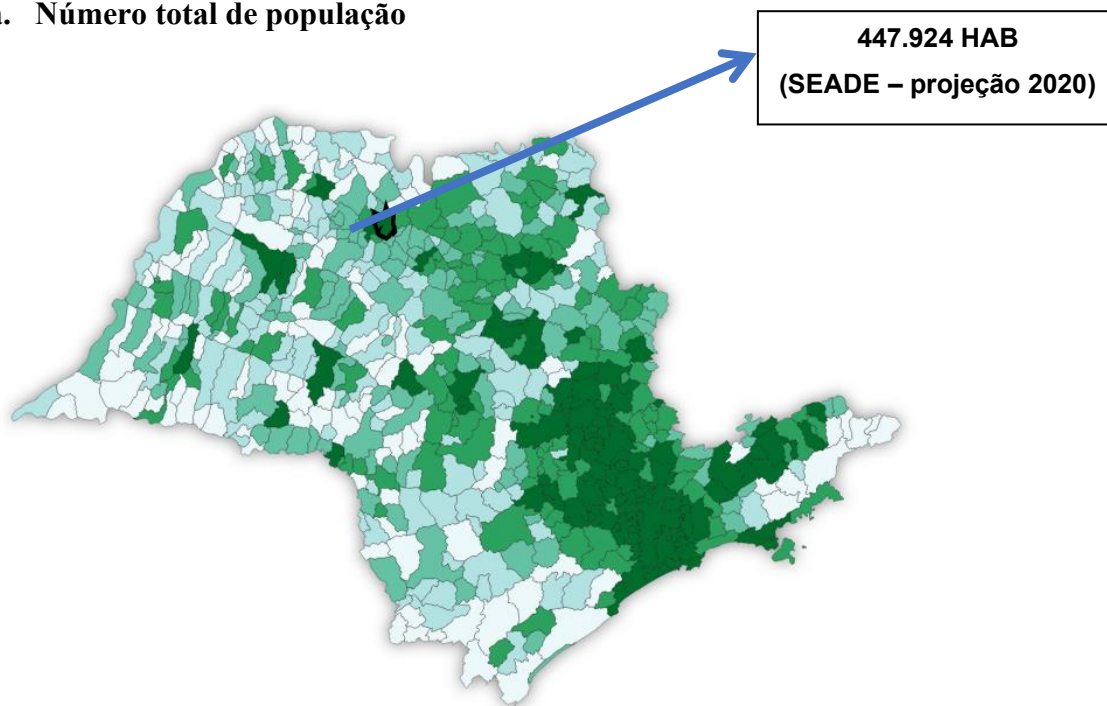 a. Número total de população
447.924 HAB
(SEADE – projeção 2020)